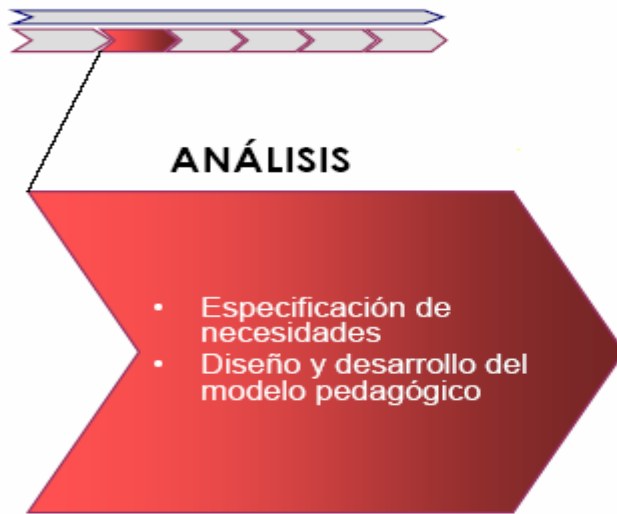 ANÁLISIS
• Especificación de
necesidades
• Diseño y desarrollo del
modelo pedagógico